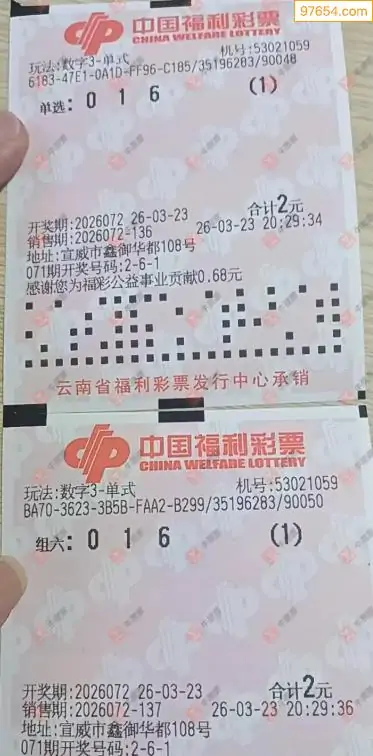 97654.com
中国福利彩票
CHINA WELFARE LOTTERY
玩法:数字3-单式 机号:53021059
6183-47E1-0A1D-FF96-C185/35196283/90048
单选: 0 1 6 (1)
合计2元
开奖期:2026072 26-03-23
销售期:2026072-136 26-03-23 20:29:34
地址:宣威市鑫御华都108号
071期开奖号码:2-6-1
感谢您为福彩公益事业贡献0.68元
云南省福利彩票发行中心承销
中国福利彩票
CHINA WELFARE LOTTERY
玩法:数字3-单式 机号:53021059
BA70-3623-3B5B-FAA2-B299/35196283/90050
组六: 0 1 6 (1)
开奖期:2026072 26-03-23 合计2元
销售期:2026072-137 26-03-23 20:29:36
地址:宣威市鑫御华都108号
071期开奖号码:2-6-1